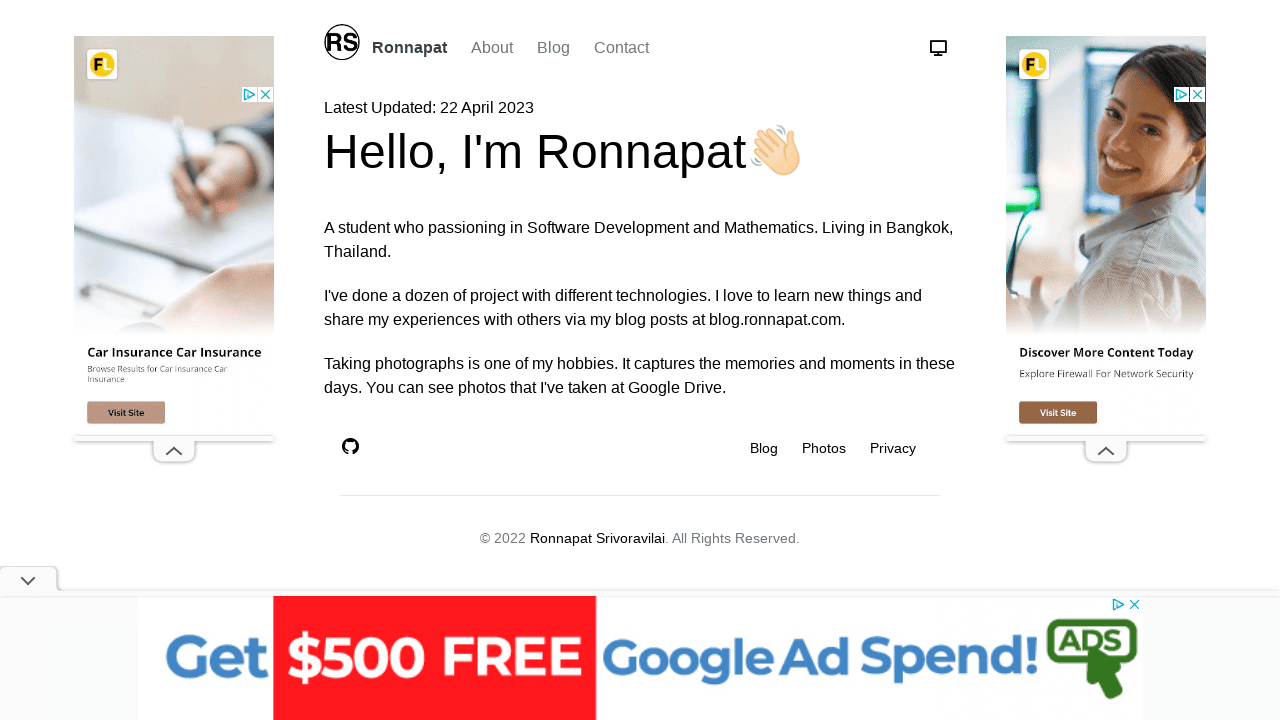 RS Ronnapat About Blog Contact
Latest Updated: 22 April 2023
Hello, I'm Ronnapat👋🏻
A student who passioning in Software Development and Mathematics. Living in Bangkok,
Thailand.
I've done a dozen of project with different technologies. I love to learn new things and
share my experiences with others via my blog posts at blog.ronnapat.com.
Taking photographs is one of my hobbies. It captures the memories and moments in these
days. You can see photos that I've taken at Google Drive.
Blog Photos Privacy
© 2022 Ronnapat Srivoravilai. All Rights Reserved.
FL
Car Insurance Car Insurance
Browse Results for Car Insurance Car
Insurance
Visit Site
FL
Discover More Content Today
Explore Firewall For Network Security
Visit Site
Get $500 FREE Google Ad Spend! ADS